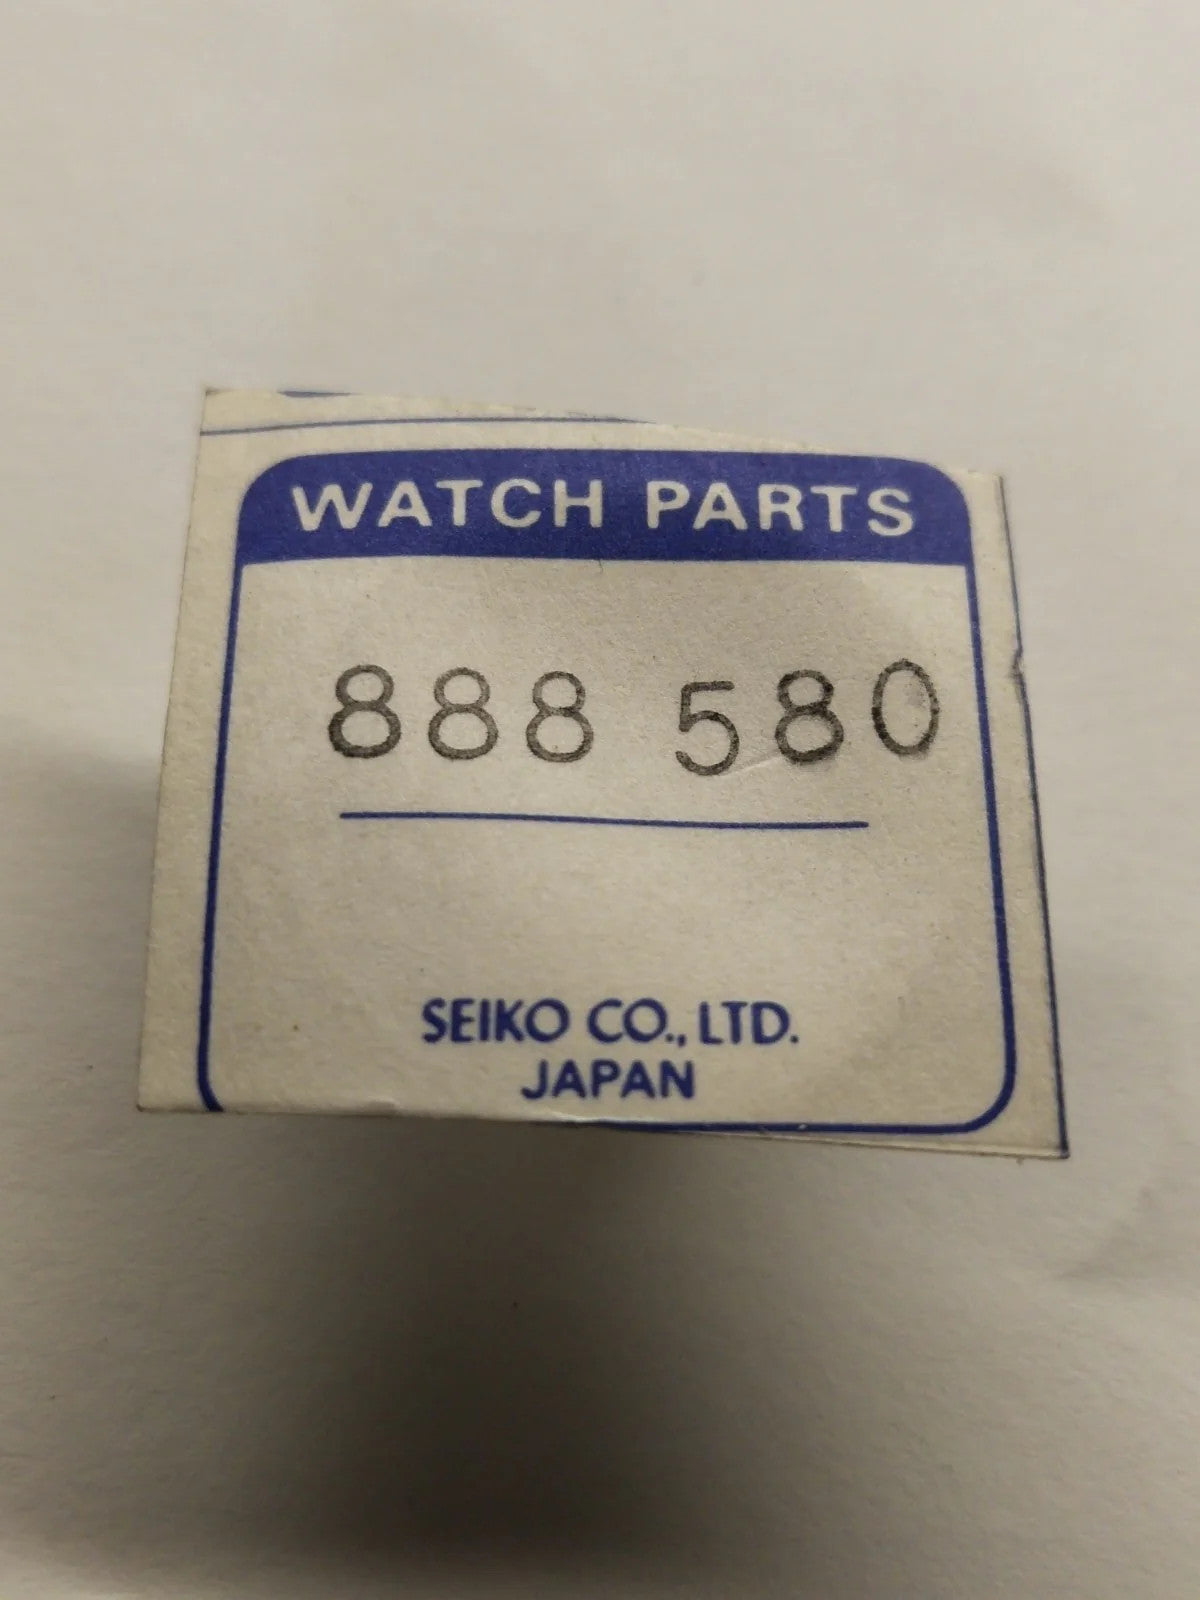 WATCH PARTS
888 580
SEIKO CO., LTD.
JAPAN